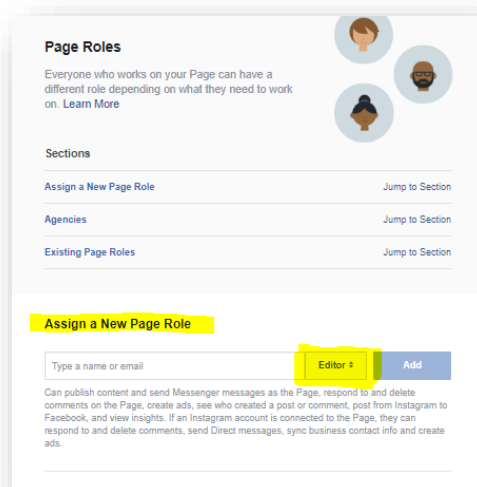 Page Roles
Everyone who works on your Page can have a
different role depending on what they need to work
on. Learn More
Sections
Assign a New Page Role Jump to Section
Agencies Jump to Section
Existing Page Roles Jump to Section
Assign a New Page Role
Type a name or email Editor Add
Can publish content and send Messenger messages as the Page, respond to and delete
comments on the Page, create ads, see who created a post or comment, post from Instagram to
Facebook, and view insights. If an Instagram account is connected to the Page, they can
respond to and delete comments, send Direct messages, sync business contact info and create
ads.